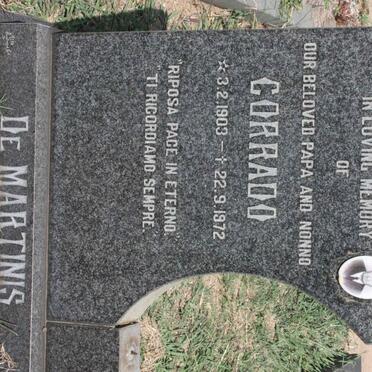 IN LOVING MEMORY
OF
OUR BELOVED PAPA AND NONNO
CORRADO
☆3.2.1903 — †22.9.1972
"RIPOSA PACE IN ETERNO."
"TI RICORDIAMO SEMPRE."
DE MARTINIS